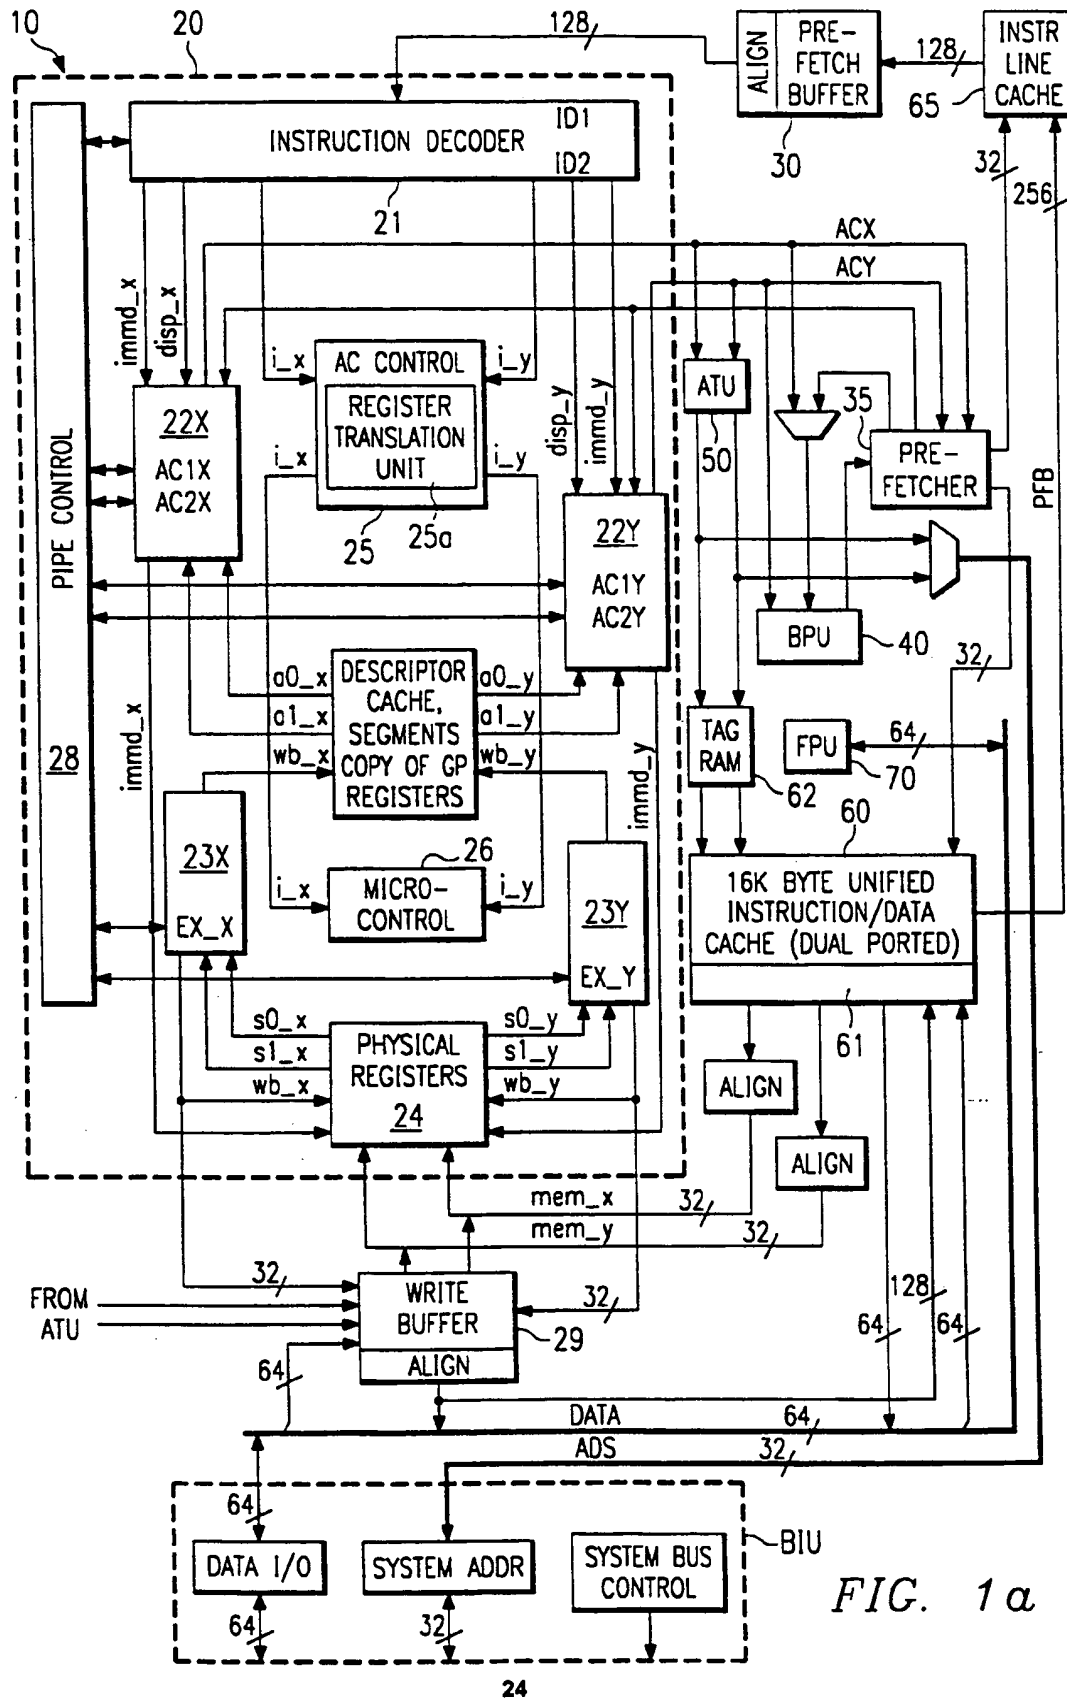 10
20
128
ALIGN
PRE-
FETCH
BUFFER
30
128
INSTR
LINE
CACHE
65
32
256
PFB
INSTRUCTION DECODER
ID1
ID2
21
PIPE CONTROL
28
immd_x
disp_x
22X
AC1X
AC2X
i_x
i_y
AC CONTROL
REGISTER
TRANSLATION
UNIT
25
25a
i_x
i_y
disp_y
immd_y
22Y
AC1Y
AC2Y
ACX
ACY
ATU
50
35
PRE-
FETCHER
BPU
40
32
DESCRIPTOR
CACHE,
SEGMENTS
COPY OF GP
REGISTERS
a0_x
a1_x
wb_x
a0_y
a1_y
wb_y
immd_x
immd_y
TAG
RAM
62
FPU
70
64
23X
EX_X
26
MICRO-
CONTROL
i_x
i_y
23Y
EX_Y
60
16K BYTE UNIFIED
INSTRUCTION/DATA
CACHE (DUAL PORTED)
61
PHYSICAL
REGISTERS
24
s0_x
s1_x
wb_x
s0_y
s1_y
wb_y
ALIGN
ALIGN
mem_x
32
mem_y
32
FROM
ATU
32
WRITE
BUFFER
ALIGN
29
32
64
128
64
64
DATA
64
ADS
32
64
DATA I/O
64
SYSTEM ADDR
32
SYSTEM BUS
CONTROL
BIU
FIG. 1a
24